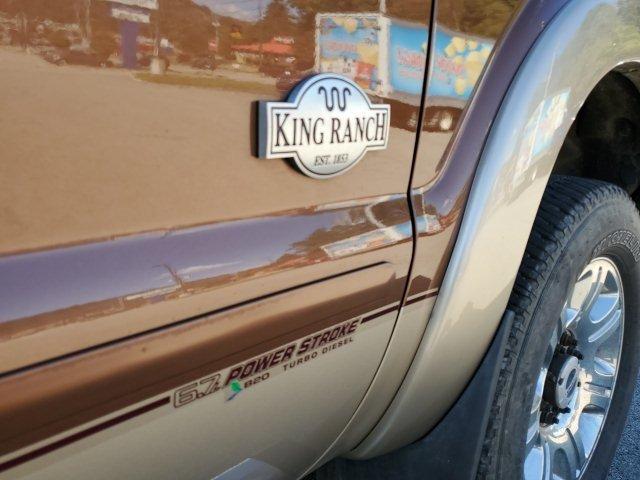 KING RANCH
EST. 1853
6.7L POWER STROKE
B20 TURBO DIESEL